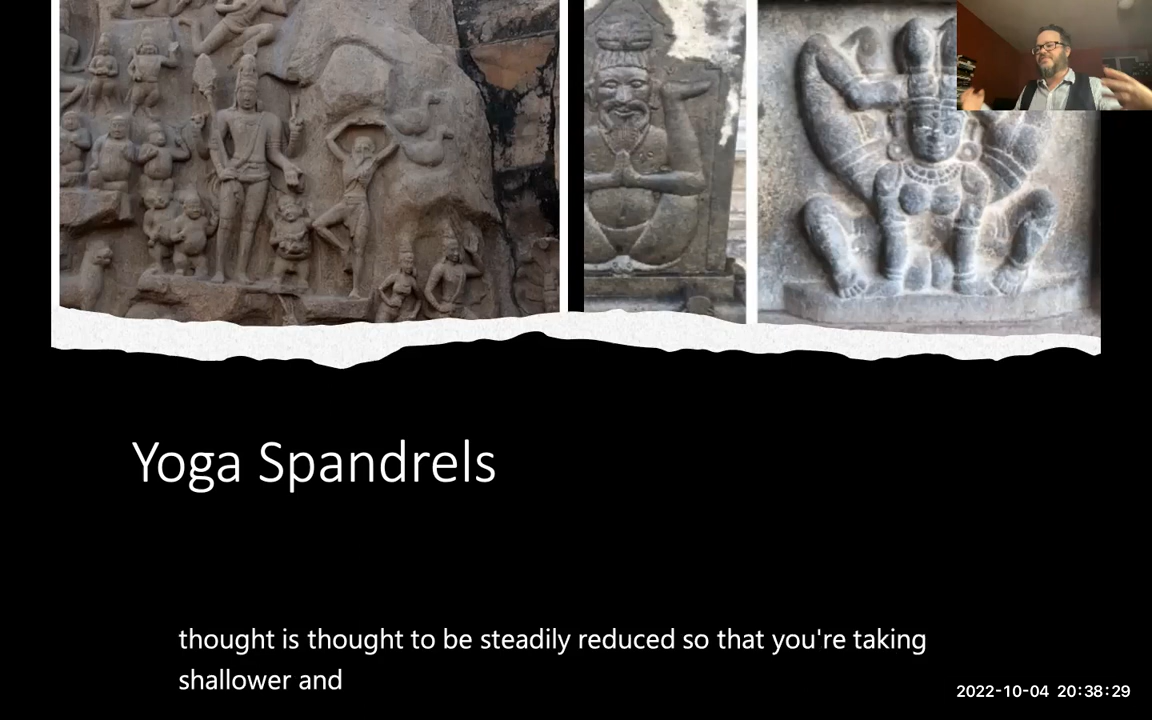 Yoga Spandrels
thought is thought to be steadily reduced so that you're taking
shallower and
2022-10-04 20:38:29